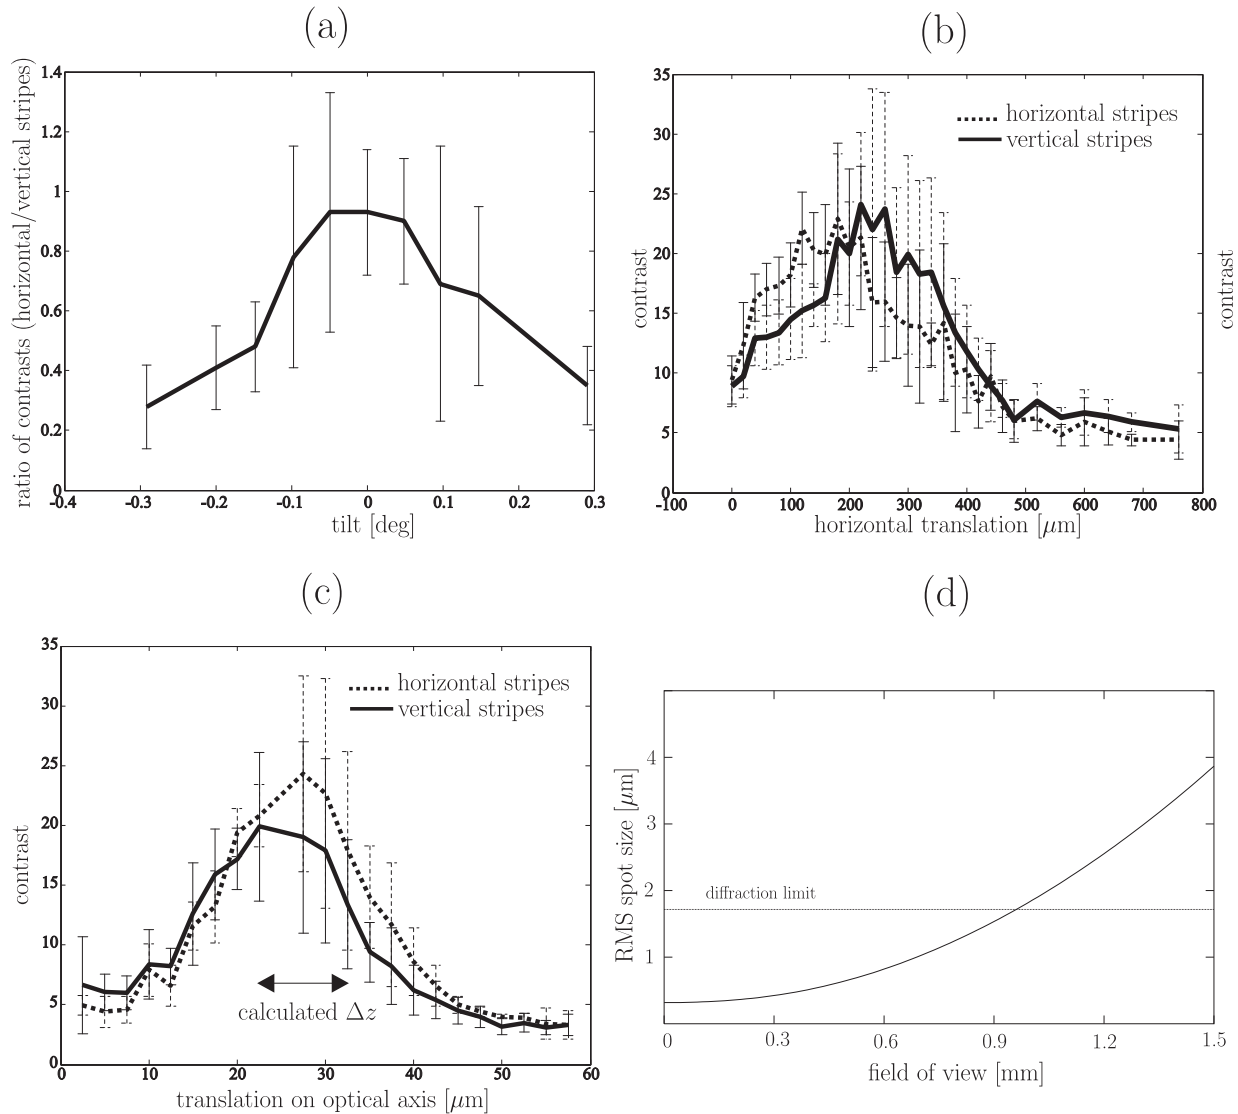 (a)
ratio of contrasts (horizontal/vertical stripes)
1.4
1.2
1
0.8
0.6
0.4
0.2
0
-0.4 -0.3 -0.2 -0.1 0 0.1 0.2 0.3
tilt [deg]
(b)
contrast
35
30
25
20
15
10
5
0
horizontal stripes
vertical stripes
-100 0 100 200 300 400 500 600 700 800
horizontal translation [μm]
contrast
(c)
contrast
35
30
25
20
15
10
5
0
horizontal stripes
vertical stripes
calculated Δz
0 10 20 30 40 50 60
translation on optical axis [μm]
(d)
RMS spot size [μm]
4
3
2
1
diffraction limit
0 0.3 0.6 0.9 1.2 1.5
field of view [mm]